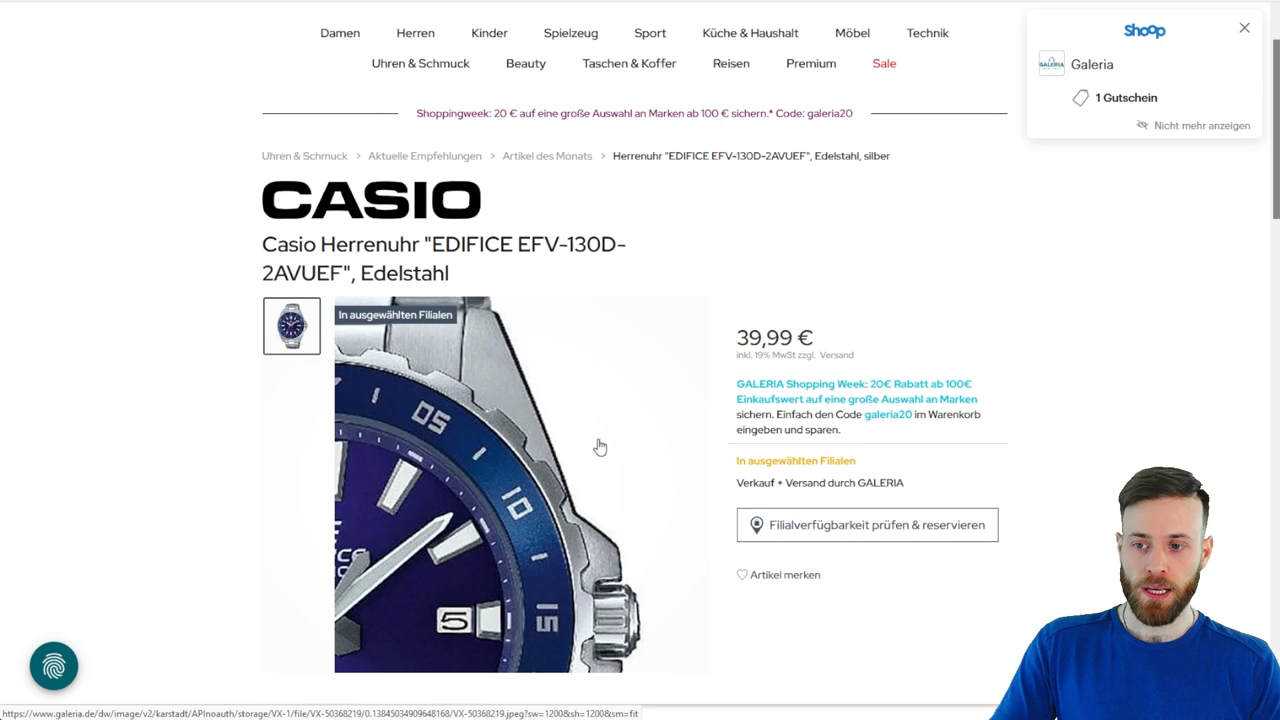 Damen Herren Kinder Spielzeug Sport Küche & Haushalt Möbel Technik
Uhren & Schmuck Beauty Taschen & Koffer Reisen Premium Sale
shoop
GALERIA
Galeria
1 Gutschein
Nicht mehr anzeigen
Shoppingweek: 20 € auf eine große Auswahl an Marken ab 100 € sichern.* Code: galeria20
Uhren & Schmuck > Aktuelle Empfehlungen > Artikel des Monats > Herrenuhr "EDIFICE EFV-130D-2AVUEF", Edelstahl, silber
CASIO
Casio Herrenuhr "EDIFICE EFV-130D-
2AVUEF", Edelstahl
In ausgewählten Filialen
05
10
15
5
39,99 €
inkl. 19% MwSt zzgl. Versand
GALERIA Shopping Week: 20€ Rabatt ab 100€
Einkaufswert auf eine große Auswahl an Marken
sichern. Einfach den Code galeria20 im Warenkorb
eingeben und sparen.
In ausgewählten Filialen
Verkauf + Versand durch GALERIA
Filialverfügbarkeit prüfen & reservieren
Artikel merken
https://www.galeria.de/dw/image/v2/karstadt/APInoauth/storage/VX-1/file/VX-50368219/0.13845034909648168/VX-50368219.jpeg?sw=1200&sh=1200&sm=fit